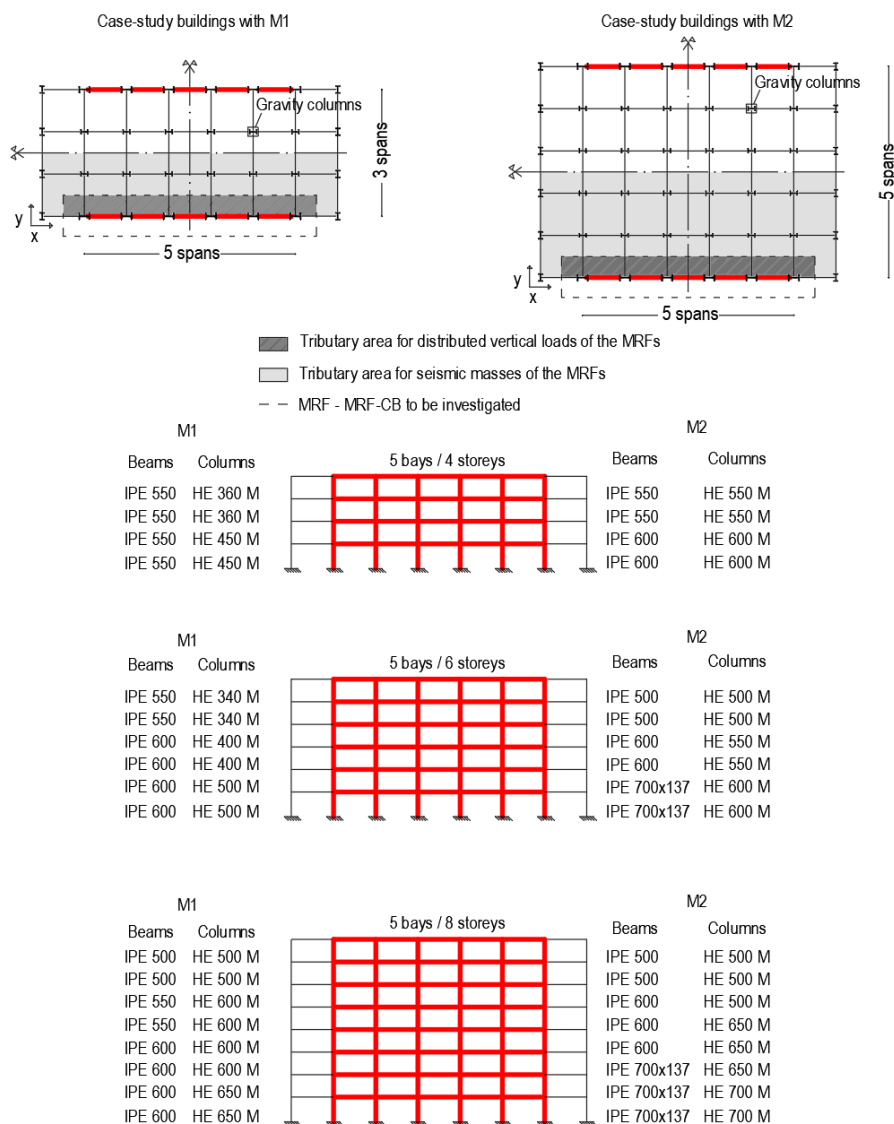 Case-study buildings with M1
Case-study buildings with M2
Gravity columns
3 spans
y
x
5 spans
Gravity columns
5 spans
y
x
5 spans
Tributary area for distributed vertical loads of the MRFs
Tributary area for seismic masses of the MRFs
MRF - MRF-CB to be investigated
M1
M2
Beams Columns 5 bays / 4 storeys Beams Columns
IPE 550 HE 360 M IPE 550 HE 550 M
IPE 550 HE 360 M IPE 550 HE 550 M
IPE 550 HE 450 M IPE 600 HE 600 M
IPE 550 HE 450 M IPE 600 HE 600 M
M1
M2
Beams Columns 5 bays / 6 storeys Beams Columns
IPE 550 HE 340 M IPE 500 HE 500 M
IPE 550 HE 340 M IPE 500 HE 500 M
IPE 600 HE 400 M IPE 600 HE 550 M
IPE 600 HE 400 M IPE 600 HE 550 M
IPE 600 HE 500 M IPE 700x137 HE 600 M
IPE 600 HE 500 M IPE 700x137 HE 600 M
M1
M2
Beams Columns 5 bays / 8 storeys Beams Columns
IPE 500 HE 500 M IPE 500 HE 500 M
IPE 500 HE 500 M IPE 500 HE 500 M
IPE 550 HE 600 M IPE 600 HE 500 M
IPE 550 HE 600 M IPE 600 HE 650 M
IPE 600 HE 600 M IPE 600 HE 650 M
IPE 600 HE 600 M IPE 700x137 HE 650 M
IPE 600 HE 650 M IPE 700x137 HE 700 M
IPE 600 HE 650 M IPE 700x137 HE 700 M